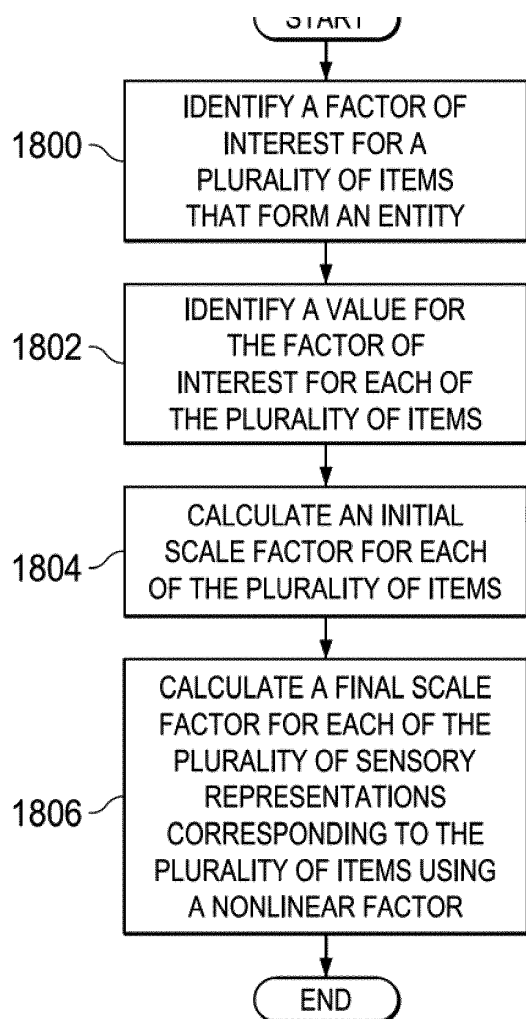 START
1800
IDENTIFY A FACTOR OF
INTEREST FOR A
PLURALITY OF ITEMS
THAT FORM AN ENTITY
1802
IDENTIFY A VALUE FOR
THE FACTOR OF
INTEREST FOR EACH OF
THE PLURALITY OF ITEMS
1804
CALCULATE AN INITIAL
SCALE FACTOR FOR EACH
OF THE PLURALITY OF ITEMS
1806
CALCULATE A FINAL SCALE
FACTOR FOR EACH OF THE
PLURALITY OF SENSORY
REPRESENTATIONS
CORRESPONDING TO THE
PLURALITY OF ITEMS USING
A NONLINEAR FACTOR
END